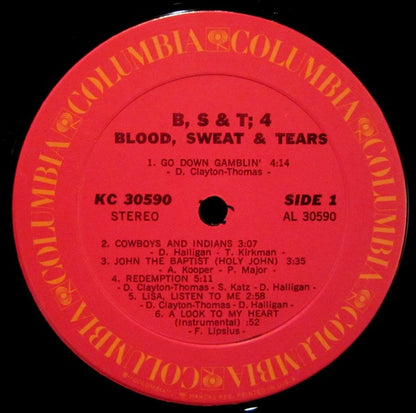 COLUMBIA COLUMBIA COLUMBIA COLUMBIA COLUMBIA COLUMBIA
B, S & T; 4
BLOOD, SWEAT & TEARS
1. GO DOWN GAMBLIN' 4:14
- D. Clayton-Thomas -
KC 30590 SIDE 1
STEREO AL 30590
2. COWBOYS AND INDIANS 3:07
- D. Halligan - T. Kirkman -
3. JOHN THE BAPTIST (HOLY JOHN) 3:35
- A. Kooper - P. Major -
4. REDEMPTION 5:11
- D. Clayton-Thomas - S. Katz - D. Halligan -
5. LISA, LISTEN TO ME 2:58
- D. Clayton-Thomas - D. Halligan -
6. A LOOK TO MY HEART
(Instrumental) :52
- F. Lipsius -